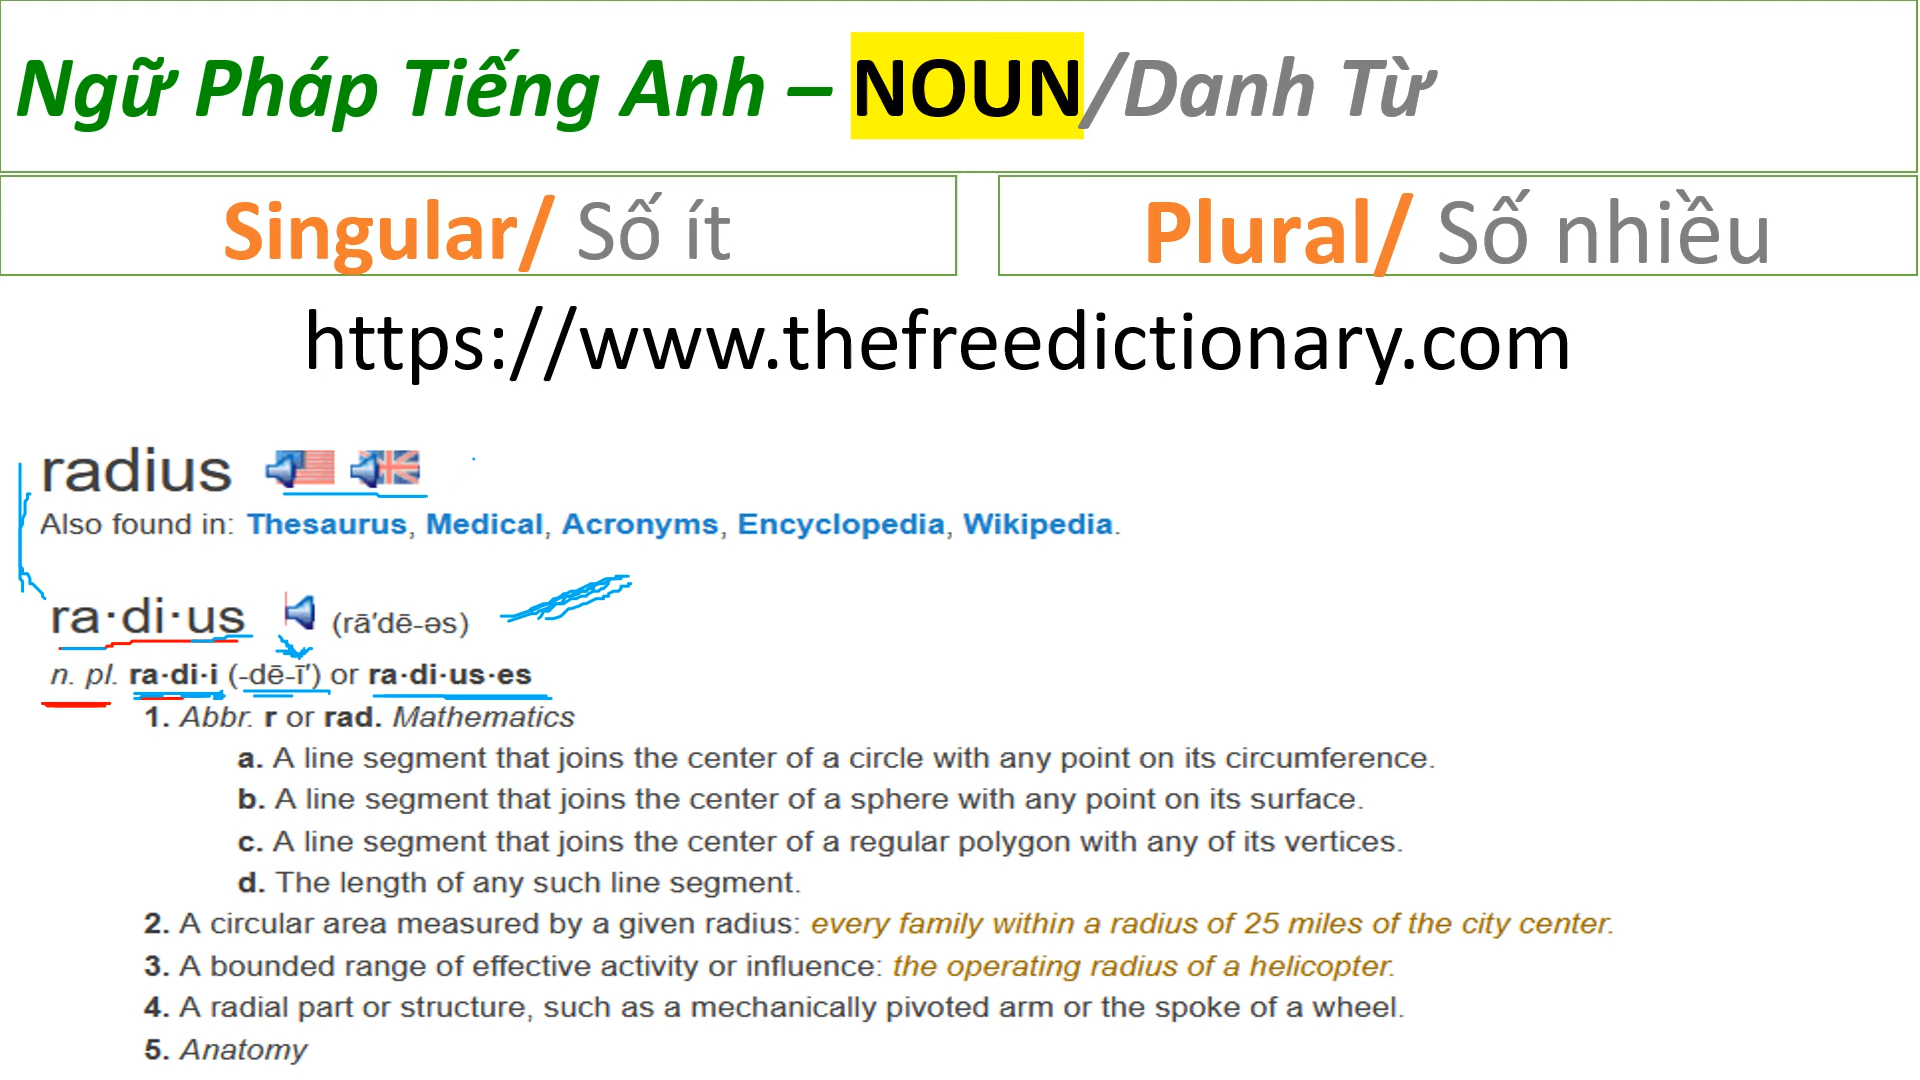 Ngữ Pháp Tiếng Anh – NOUN/Danh Từ
Singular/ Số ít
Plural/ Số nhiều
https://www.thefreedictionary.com
radius
Also found in: Thesaurus, Medical, Acronyms, Encyclopedia, Wikipedia.
ra·di·us (rā′dē-əs)
n. pl. ra·di·i (-dē-ī′) or ra·di·us·es
1. Abbr. r or rad. Mathematics
a. A line segment that joins the center of a circle with any point on its circumference.
b. A line segment that joins the center of a sphere with any point on its surface.
c. A line segment that joins the center of a regular polygon with any of its vertices.
d. The length of any such line segment.
2. A circular area measured by a given radius: every family within a radius of 25 miles of the city center.
3. A bounded range of effective activity or influence: the operating radius of a helicopter.
4. A radial part or structure, such as a mechanically pivoted arm or the spoke of a wheel.
5. Anatomy